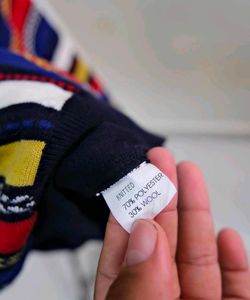 KNITTED
70% POLYESTER
30% WOOL